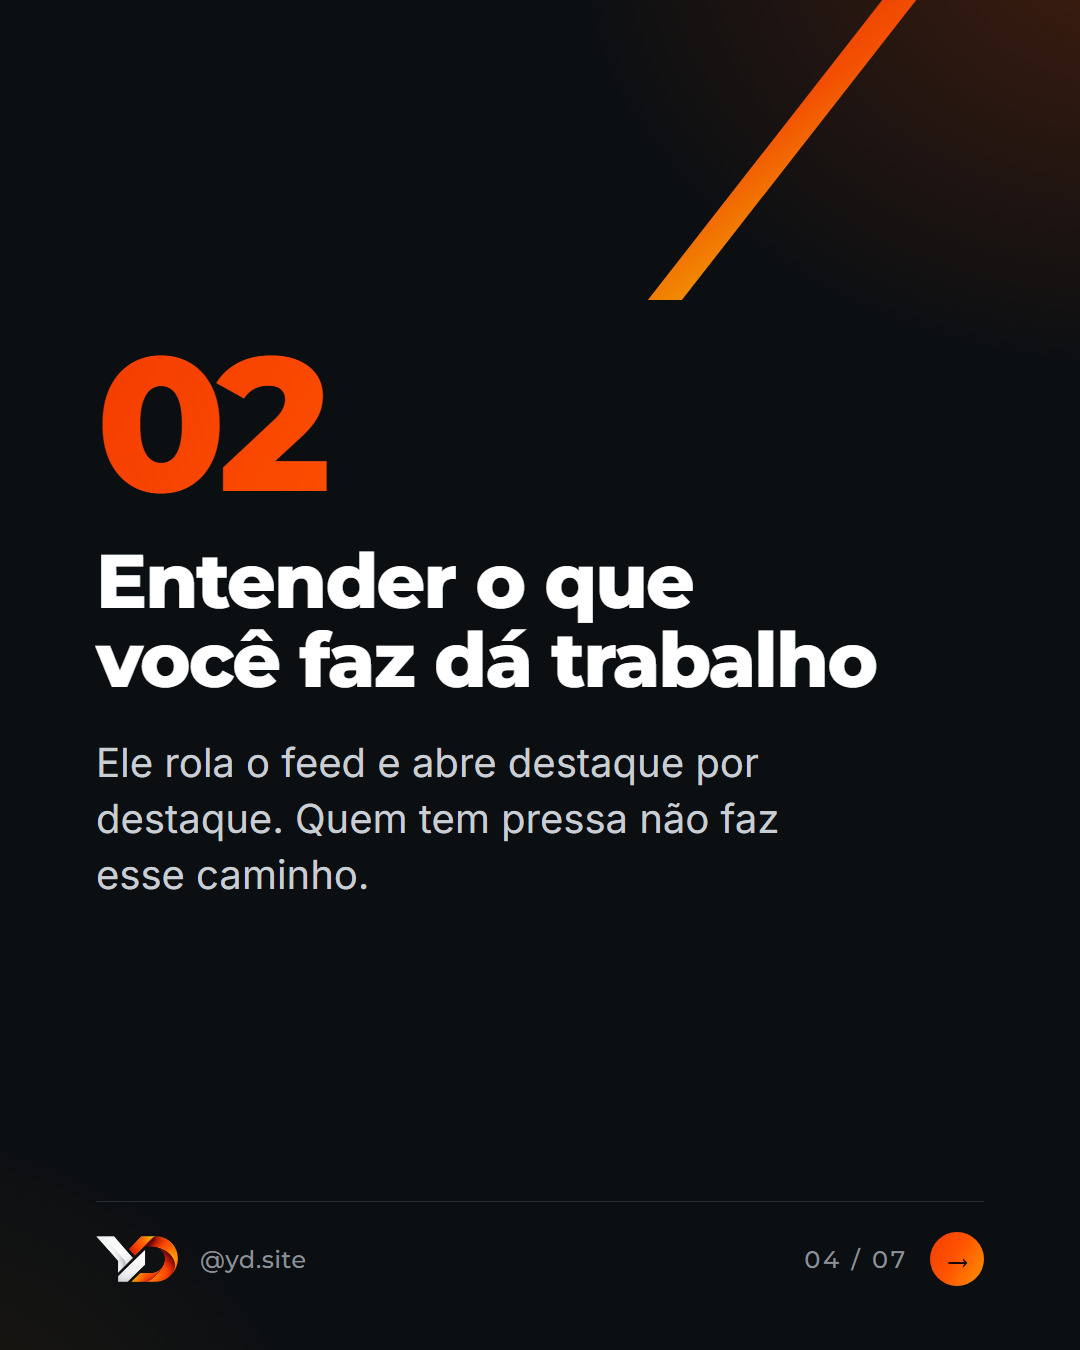 02
Entender o que
você faz dá trabalho
Ele rola o feed e abre destaque por
destaque. Quem tem pressa não faz
esse caminho.
YD @yd.site 04 / 07 →